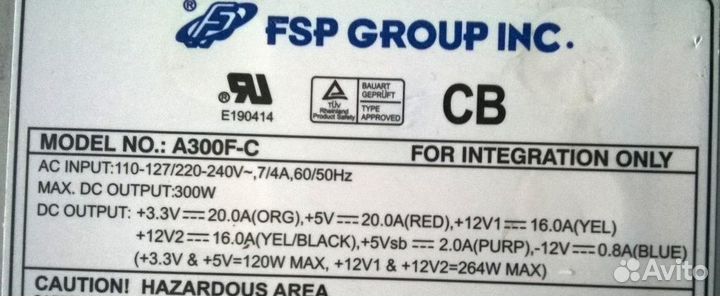 ® FSP GROUP INC.
® RU
E190414
TÜV
Rheinland
Product Safety
BAUART
GEPRÜFT
TYPE
APPROVED
CB
MODEL NO.: A300F-C
FOR INTEGRATION ONLY
AC INPUT:110-127/220-240V~,7/4A,60/50Hz
MAX. DC OUTPUT:300W
DC OUTPUT: +3.3V⎓20.0A(ORG),+5V⎓20.0A(RED),+12V1⎓16.0A(YEL)
+12V2⎓16.0A(YEL/BLACK),+5Vsb⎓2.0A(PURP),-12V⎓0.8A(BLUE)
(+3.3V & +5V=120W MAX, +12V1 & +12V2=264W MAX)
CAUTION! HAZARDOUS AREA
Avito